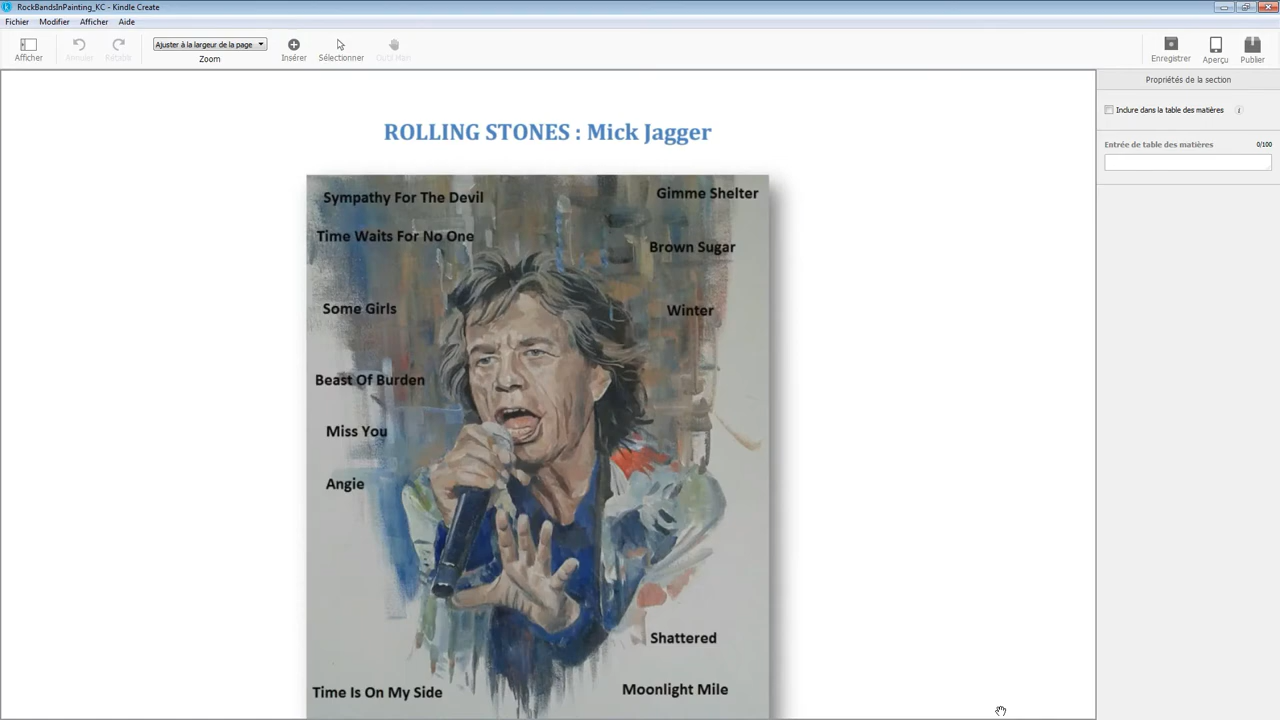 RockBandsInPainting_KC - Kindle Create
Fichier Modifier Afficher Aide
Ajuster à la largeur de la page
Afficher Annuler Rétablir Zoom Insérer Sélectionner Outil Main Enregistrer Aperçu Publier
Propriétés de la section
Inclure dans la table des matières
Entrée de table des matières 0/100
ROLLING STONES : Mick Jagger
Sympathy For The Devil
Gimme Shelter
Time Waits For No One
Brown Sugar
Some Girls
Winter
Beast Of Burden
Miss You
Angie
Shattered
Time Is On My Side
Moonlight Mile